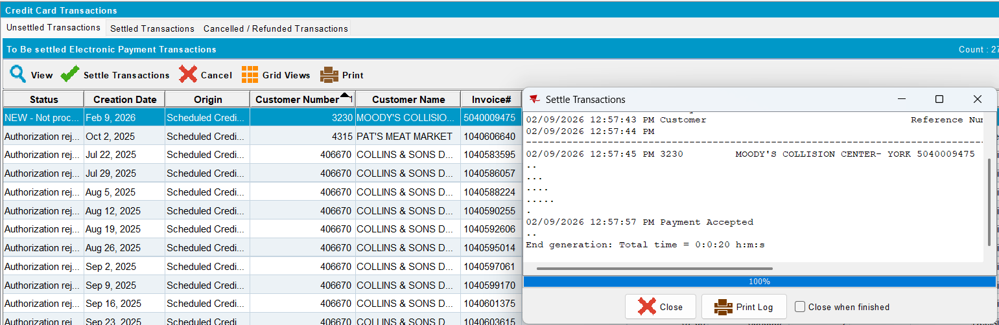 Credit Card Transactions
Unsettled Transactions Settled Transactions Cancelled / Refunded Transactions
To Be settled Electronic Payment Transactions Count : 27
View Settle Transactions Cancel Grid Views Print
Status Creation Date Origin Customer Number 1 Customer Name Invoice#
NEW - Not proc... Feb 9, 2026 Scheduled Credi... 3230 MOODY'S COLLISIO... 5040009475
Authorization rej... Oct 2, 2025 Scheduled Credi... 4315 PAT'S MEAT MARKET 1040606640
Authorization rej... Jul 22, 2025 Scheduled Credi... 406670 COLLINS & SONS D... 1040583595
Authorization rej... Jul 29, 2025 Scheduled Credi... 406670 COLLINS & SONS D... 1040586057
Authorization rej... Aug 5, 2025 Scheduled Credi... 406670 COLLINS & SONS D... 1040588224
Authorization rej... Aug 12, 2025 Scheduled Credi... 406670 COLLINS & SONS D... 1040590255
Authorization rej... Aug 19, 2025 Scheduled Credi... 406670 COLLINS & SONS D... 1040592606
Authorization rej... Aug 26, 2025 Scheduled Credi... 406670 COLLINS & SONS D... 1040595014
Authorization rej... Sep 2, 2025 Scheduled Credi... 406670 COLLINS & SONS D... 1040597061
Authorization rej... Sep 9, 2025 Scheduled Credi... 406670 COLLINS & SONS D... 1040599170
Authorization rej... Sep 16, 2025 Scheduled Credi... 406670 COLLINS & SONS D... 1040601375
Authorization rej... Sep 23, 2025 Scheduled Credi 406670 COLLINS & SONS D... 1040603615
Settle Transactions
02/09/2026 12:57:43 PM Customer Reference Num
02/09/2026 12:57:44 PM
--------------------------------------------------------------------------------
02/09/2026 12:57:45 PM 3230 MOODY'S COLLISION CENTER- YORK 5040009475
..
...
....
.....
.
02/09/2026 12:57:57 PM Payment Accepted
..
End generation: Total time = 0:0:20 h:m:s
100%
Close Print Log Close when finished